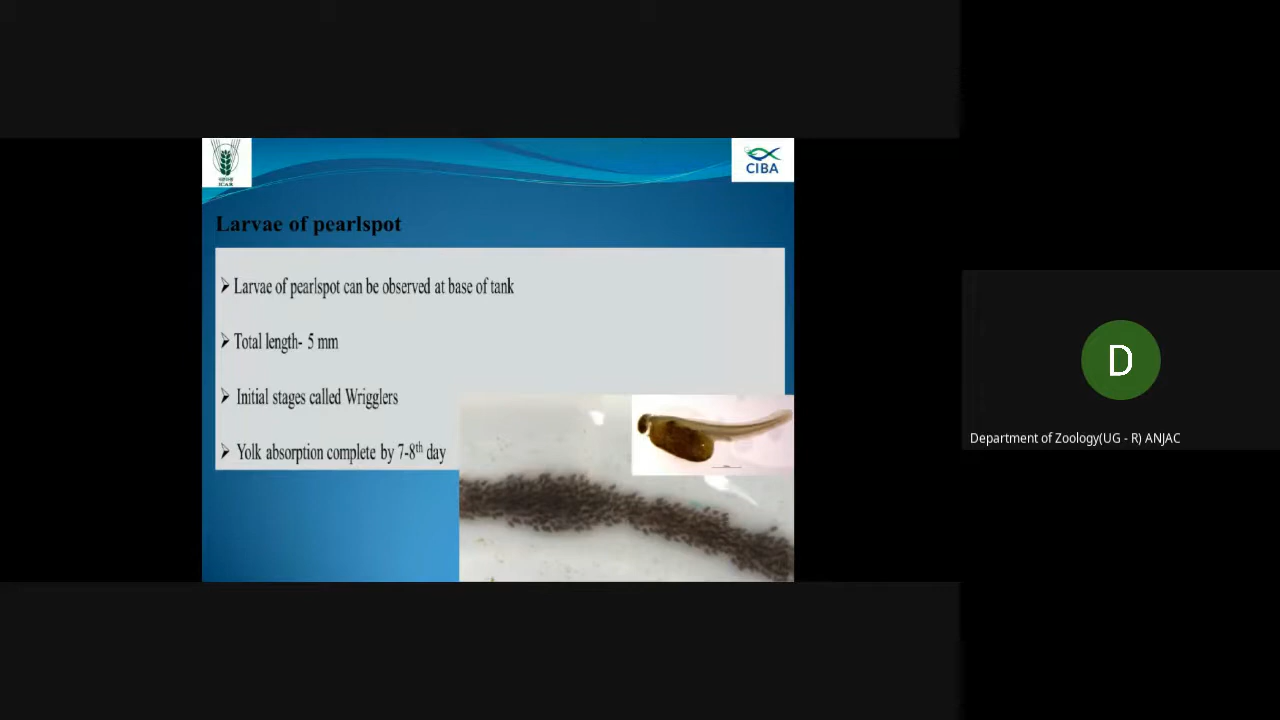 ICAR
CIBA
Larvae of pearlspot
➢ Larvae of pearlspot can be observed at base of tank
➢ Total length- 5 mm
➢ Initial stages called Wrigglers
➢ Yolk absorption complete by 7-8th day
D
Department of Zoology(UG - R) ANJAC